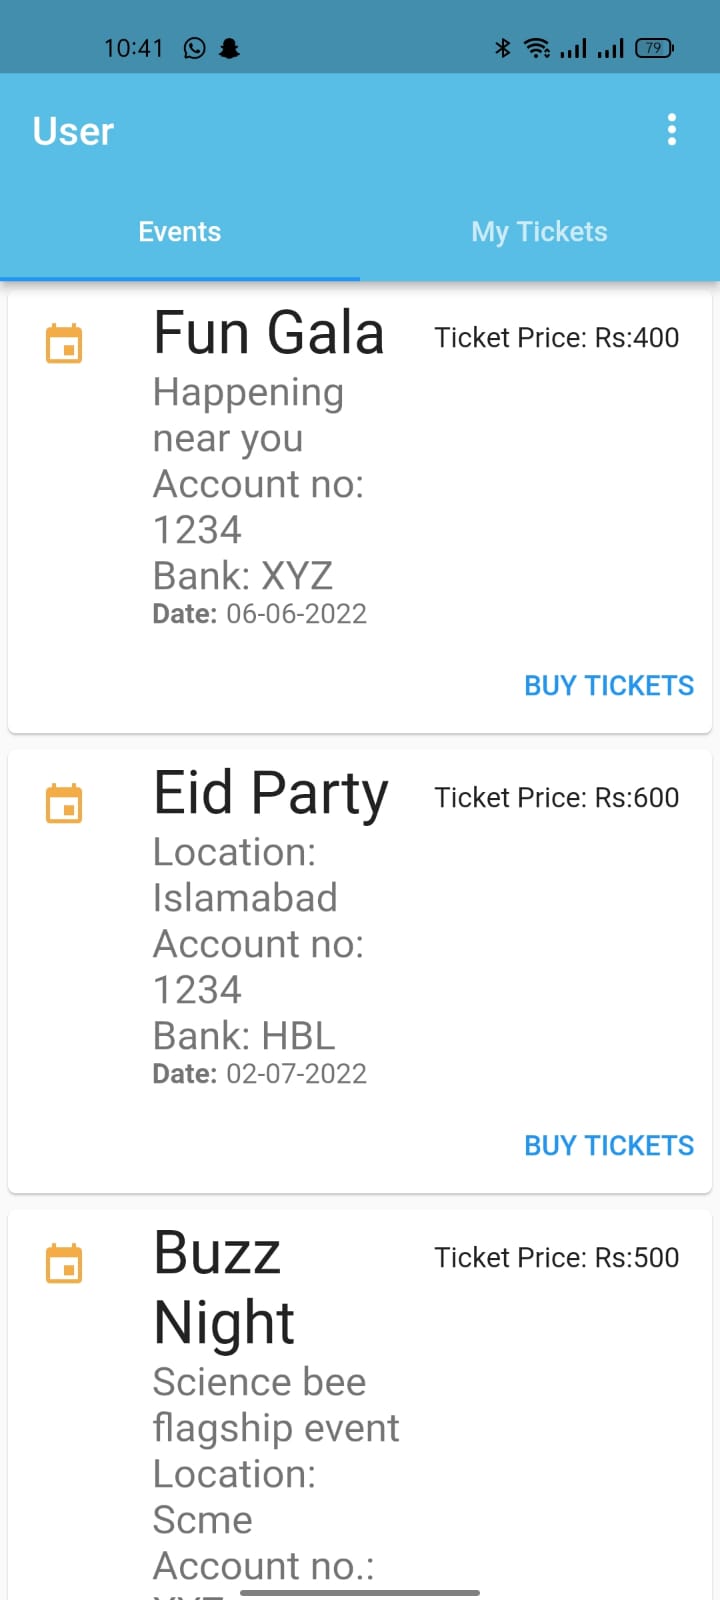 10:41
79
User
Events
My Tickets
Fun Gala
Ticket Price: Rs:400
Happening
near you
Account no:
1234
Bank: XYZ
Date: 06-06-2022
BUY TICKETS
Eid Party
Ticket Price: Rs:600
Location:
Islamabad
Account no:
1234
Bank: HBL
Date: 02-07-2022
BUY TICKETS
Buzz
Night
Ticket Price: Rs:500
Science bee
flagship event
Location:
Scme
Account no.: